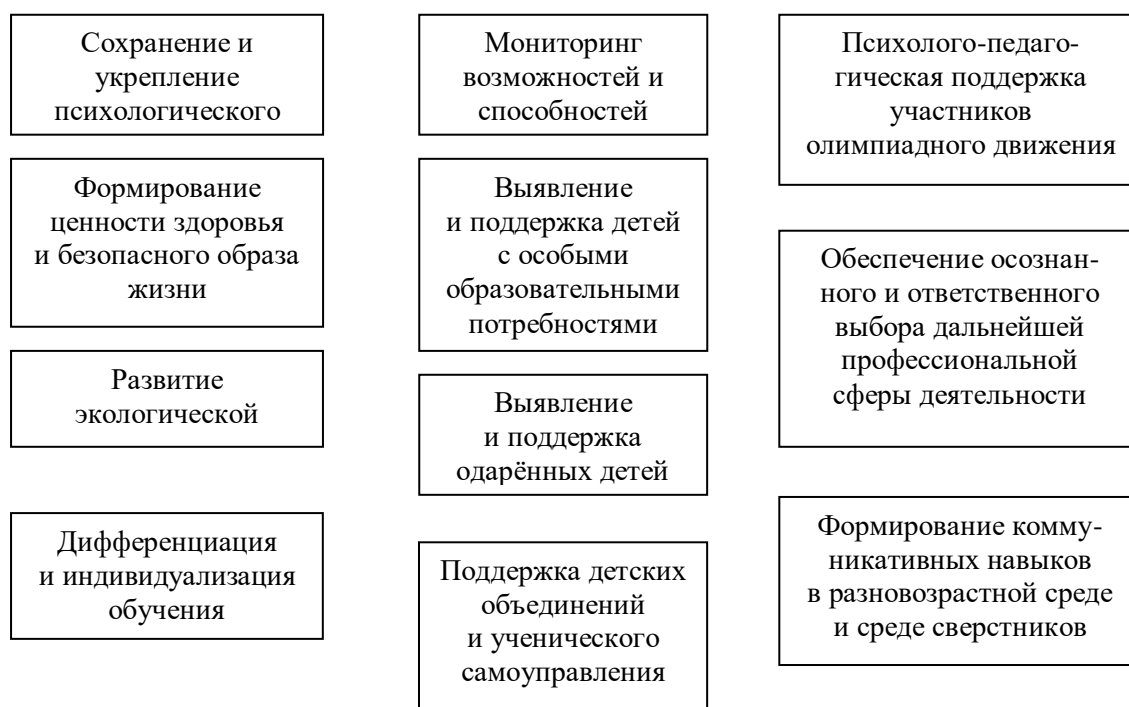 Сохранение и
укрепление
психологического
Формирование
ценности здоровья
и безопасного образа
жизни
Развитие
экологической
Дифференциация
и индивидуализация
обучения
Мониторинг
возможностей и
способностей
Выявление
и поддержка детей
с особыми
образовательными
потребностями
Выявление
и поддержка
одарённых детей
Поддержка детских
объединений
и ученического
самоуправления
Психолого-педаго-
гическая поддержка
участников
олимпиадного движения
Обеспечение осознан-
ного и ответственного
выбора дальнейшей
профессиональной
сферы деятельности
Формирование комму-
никативных навыков
в разновозрастной среде
и среде сверстников